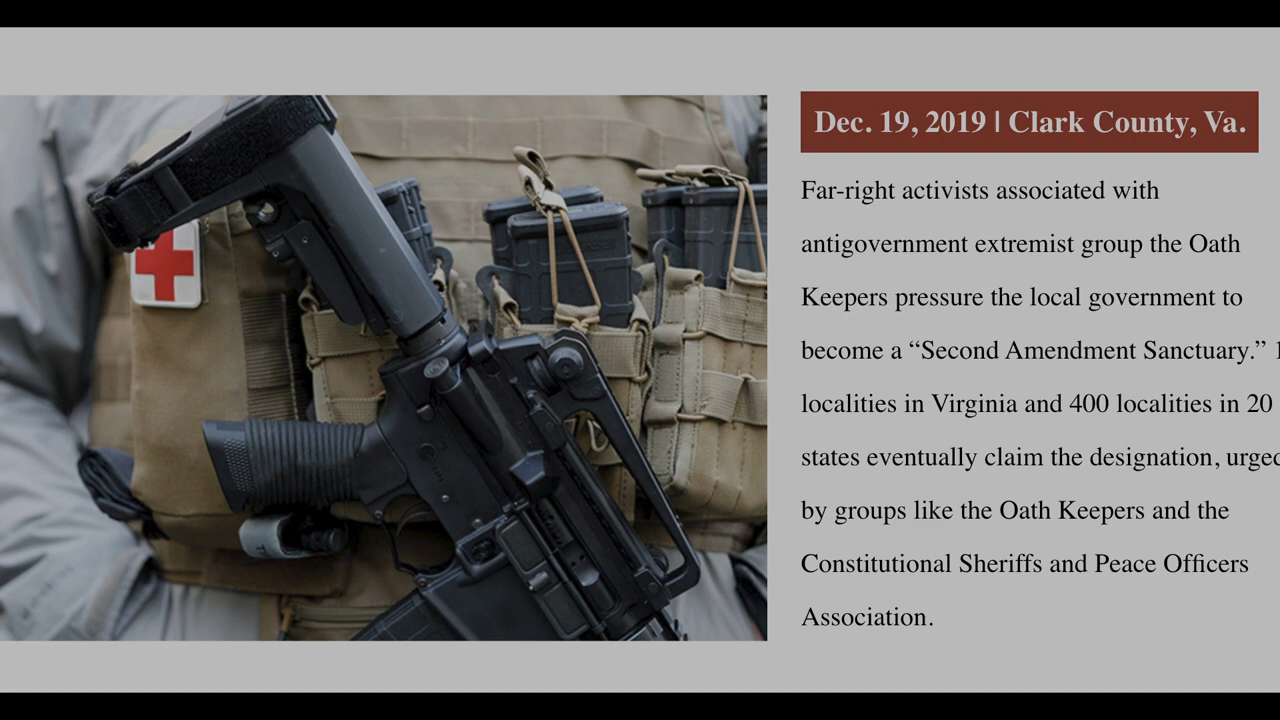 Dec. 19, 2019 | Clark County, Va.
Far-right activists associated with
antigovernment extremist group the Oath
Keepers pressure the local government to
become a “Second Amendment Sanctuary.”
localities in Virginia and 400 localities in 20
states eventually claim the designation, urged
by groups like the Oath Keepers and the
Constitutional Sheriffs and Peace Officers
Association.